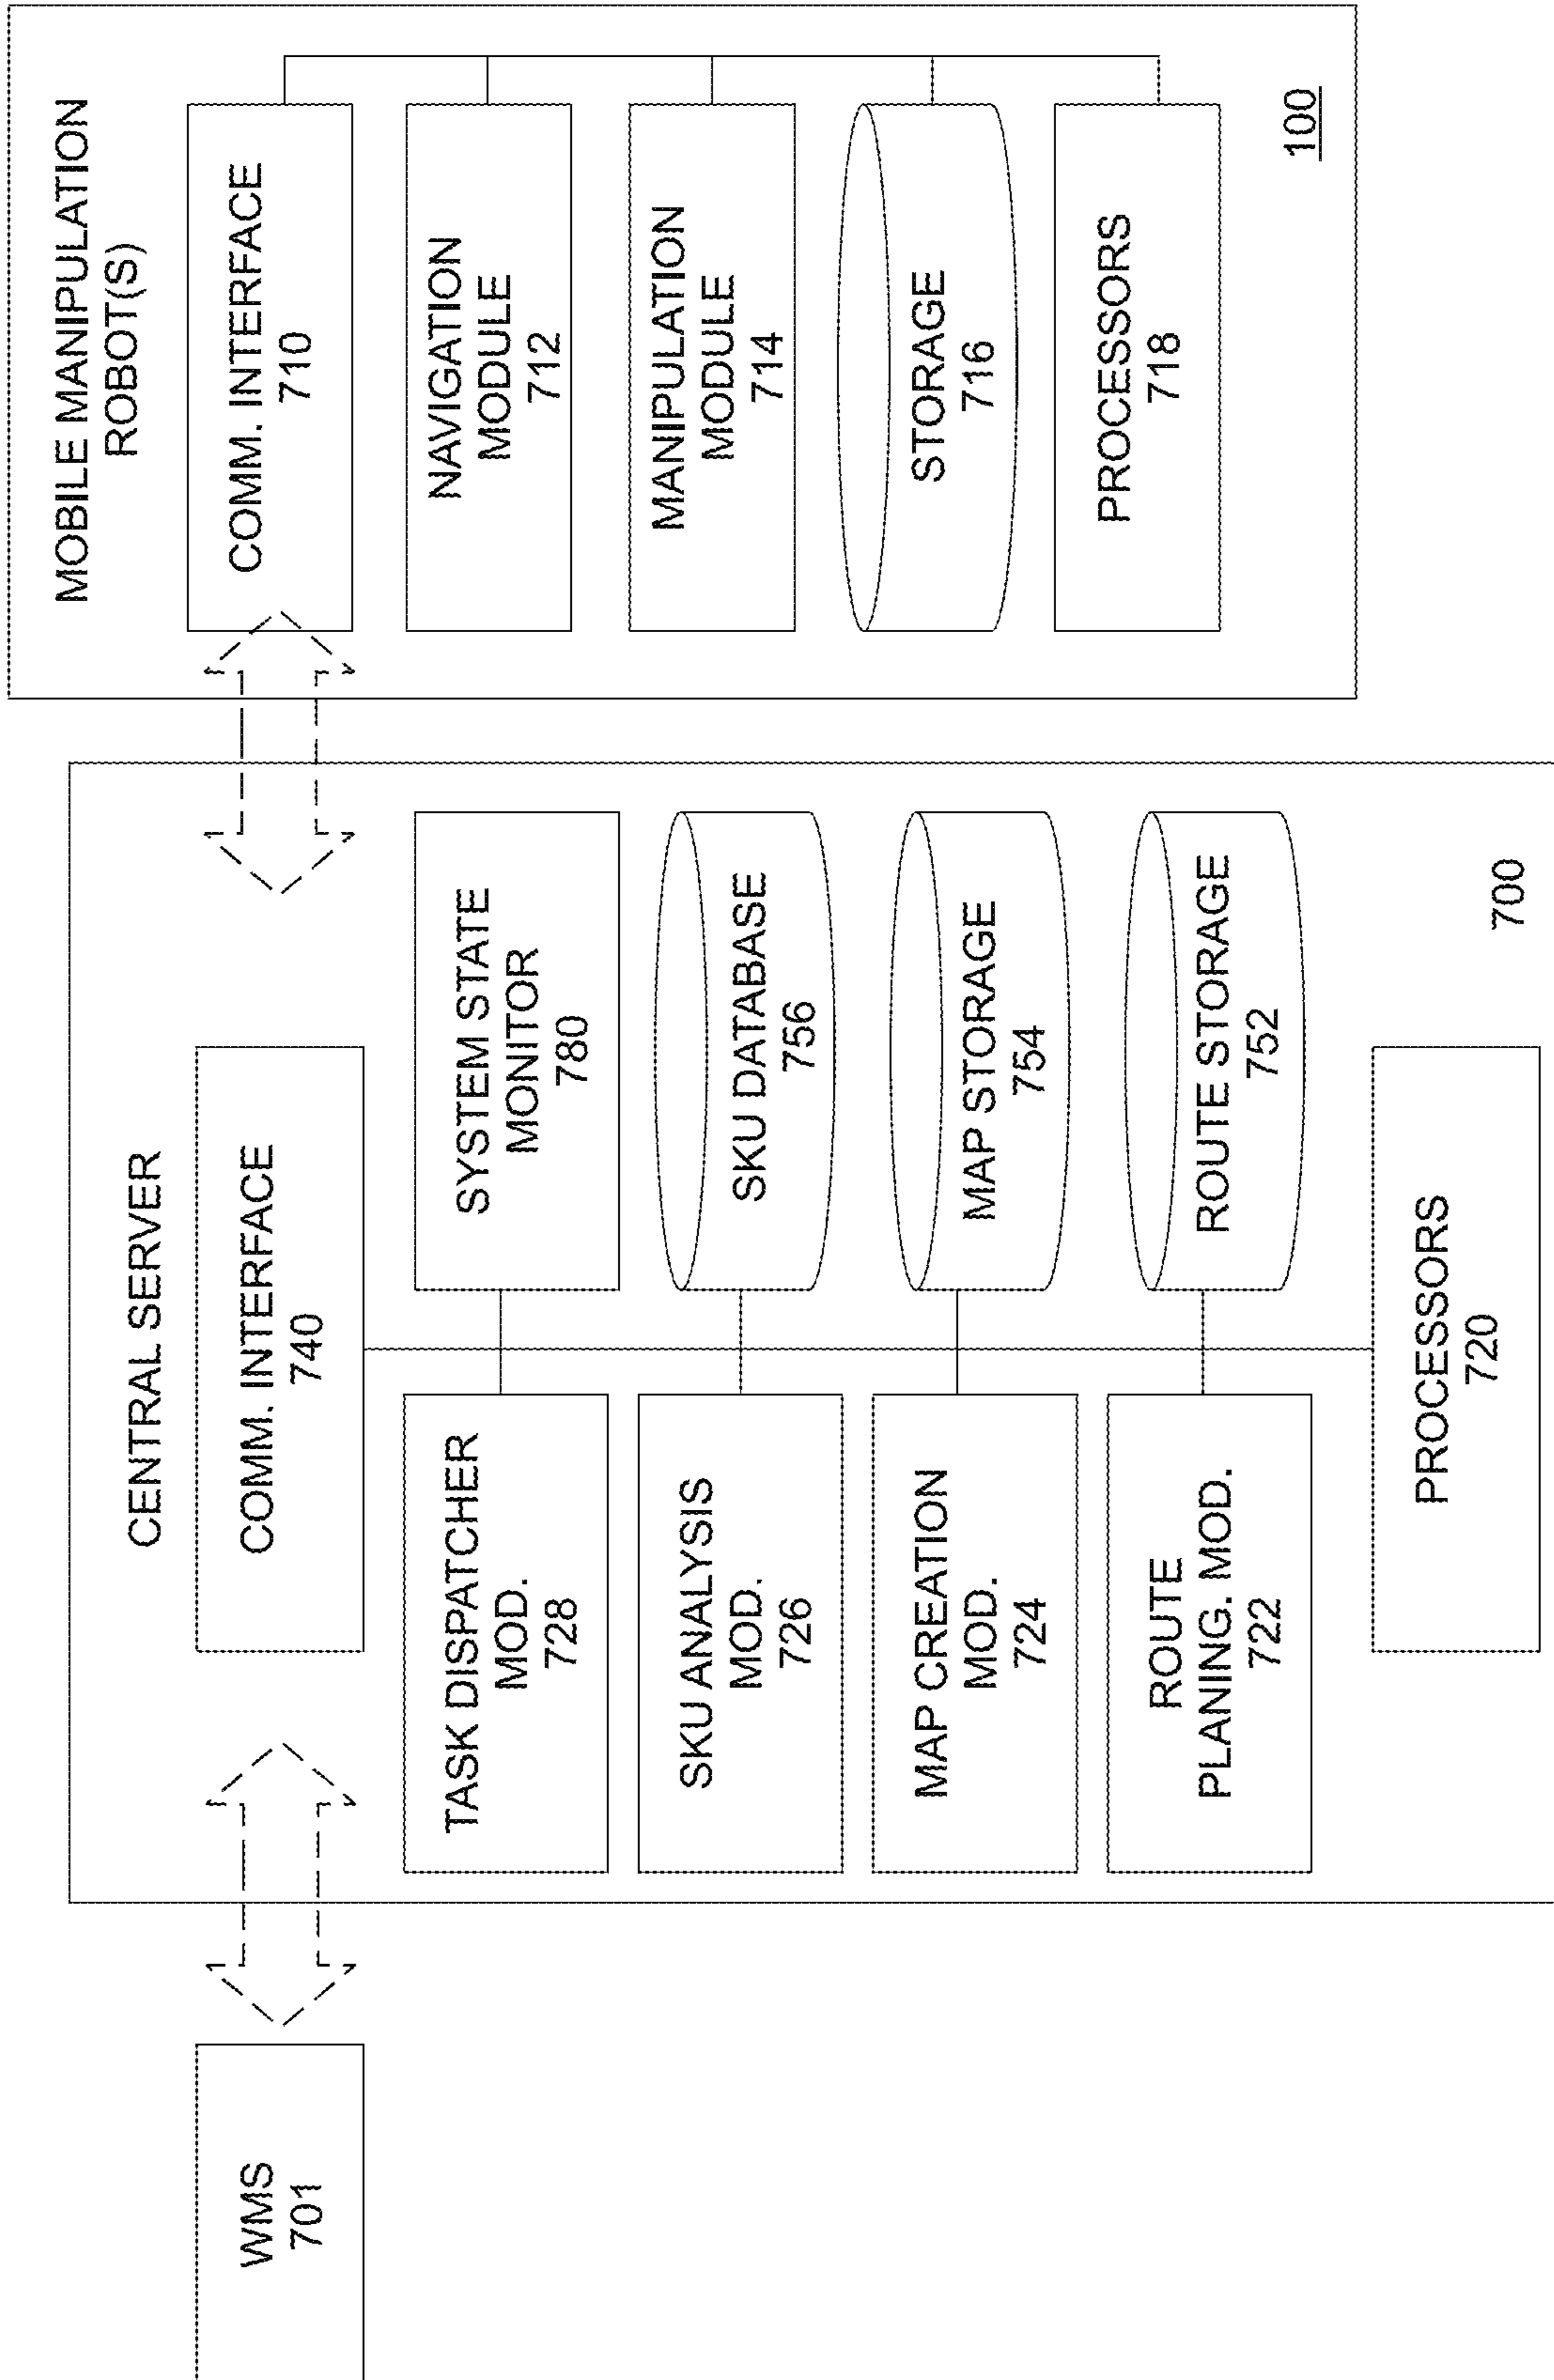 WMS
701
CENTRAL SERVER
COMM. INTERFACE
740
TASK DISPATCHER
MOD.
728
SYSTEM STATE
MONITOR
780
SKU ANALYSIS
MOD.
726
SKU DATABASE
756
MAP CREATION
MOD.
724
MAP STORAGE
754
ROUTE
PLANING. MOD.
722
ROUTE STORAGE
752
PROCESSORS
720
700
MOBILE MANIPULATION
ROBOT(S)
COMM. INTERFACE
710
NAVIGATION
MODULE
712
MANIPULATION
MODULE
714
STORAGE
716
PROCESSORS
718
100